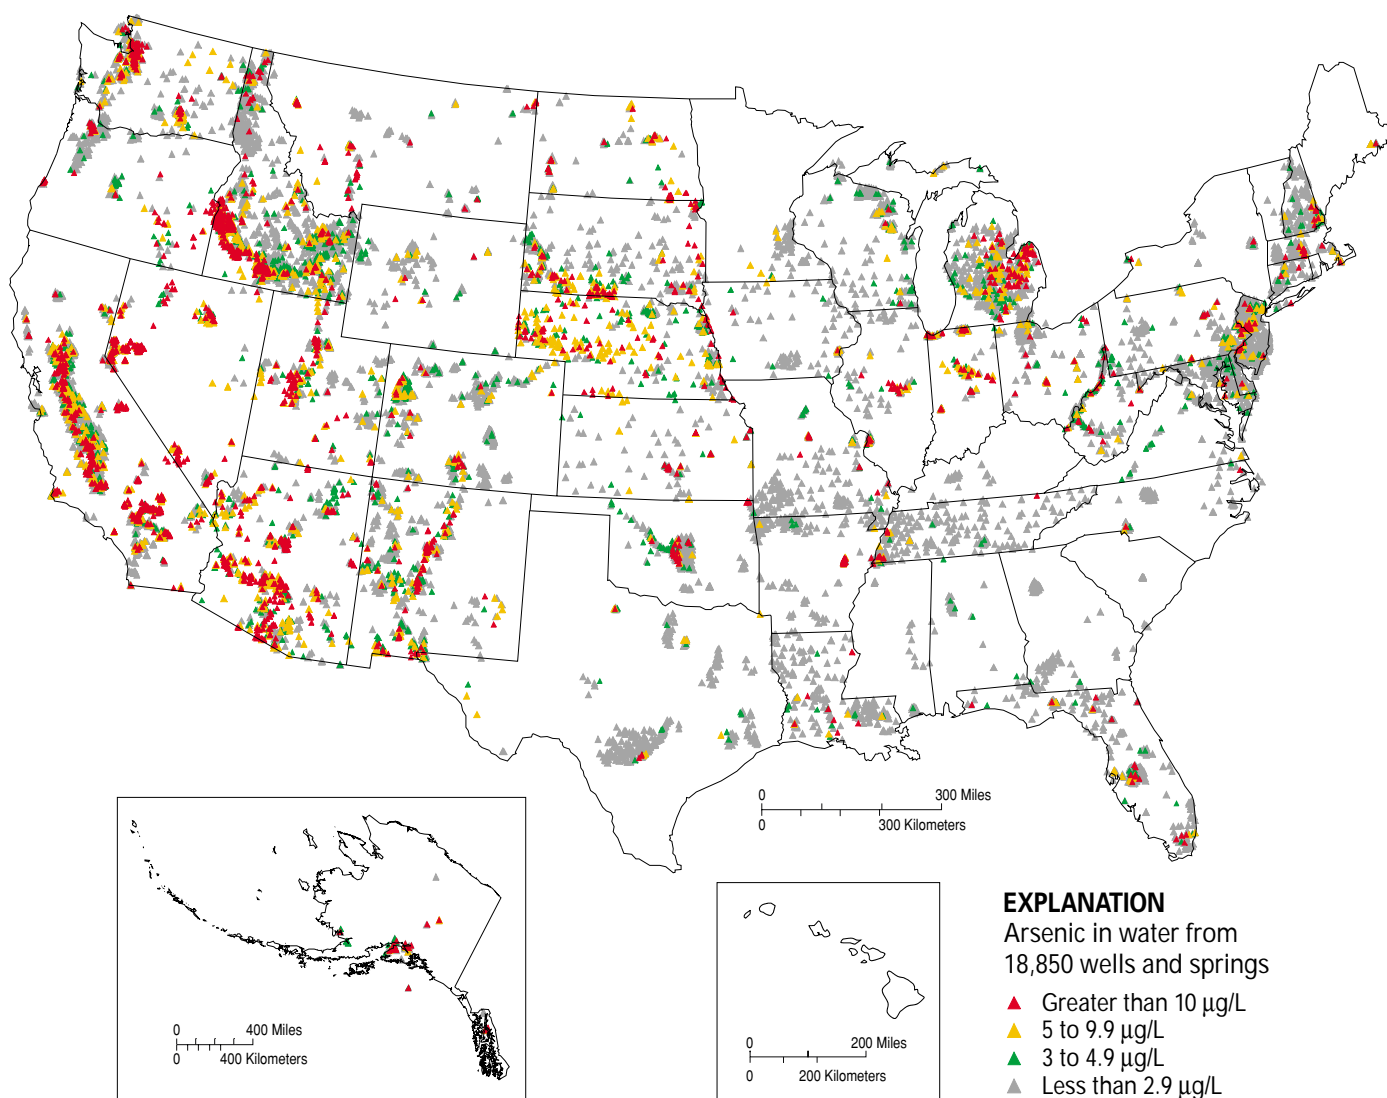 0 300 Miles
0 300 Kilometers
0 400 Miles
0 400 Kilometers
0 200 Miles
0 200 Kilometers
EXPLANATION
Arsenic in water from
18,850 wells and springs
Greater than 10 µg/L
5 to 9.9 µg/L
3 to 4.9 µg/L
Less than 2.9 µg/L